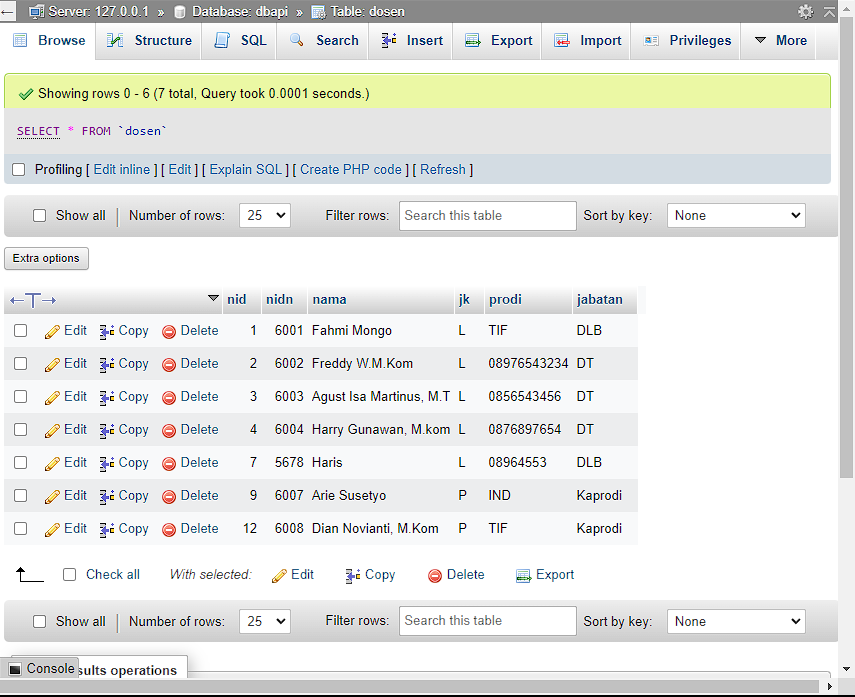 Server: 127.0.0.1 » Database: dbapi » Table: dosen
Browse Structure SQL Search Insert Export Import Privileges More
Showing rows 0 - 6 (7 total, Query took 0.0001 seconds.)
SELECT * FROM `dosen`
Profiling [ Edit inline ] [ Edit ] [ Explain SQL ] [ Create PHP code ] [ Refresh ]
Show all Number of rows: 25 Filter rows: Search this table Sort by key: None
Extra options
nid nidn nama jk prodi jabatan
Edit Copy Delete 1 6001 Fahmi Mongo L TIF DLB
Edit Copy Delete 2 6002 Freddy W.M.Kom L 08976543234 DT
Edit Copy Delete 3 6003 Agust Isa Martinus, M.T L 0856543456 DT
Edit Copy Delete 4 6004 Harry Gunawan, M.kom L 0876897654 DT
Edit Copy Delete 7 5678 Haris L 08964553 DLB
Edit Copy Delete 9 6007 Arie Susetyo P IND Kaprodi
Edit Copy Delete 12 6008 Dian Novianti, M.Kom P TIF Kaprodi
Check all With selected: Edit Copy Delete Export
Show all Number of rows: 25 Filter rows: Search this table Sort by key: None
Console sults operations